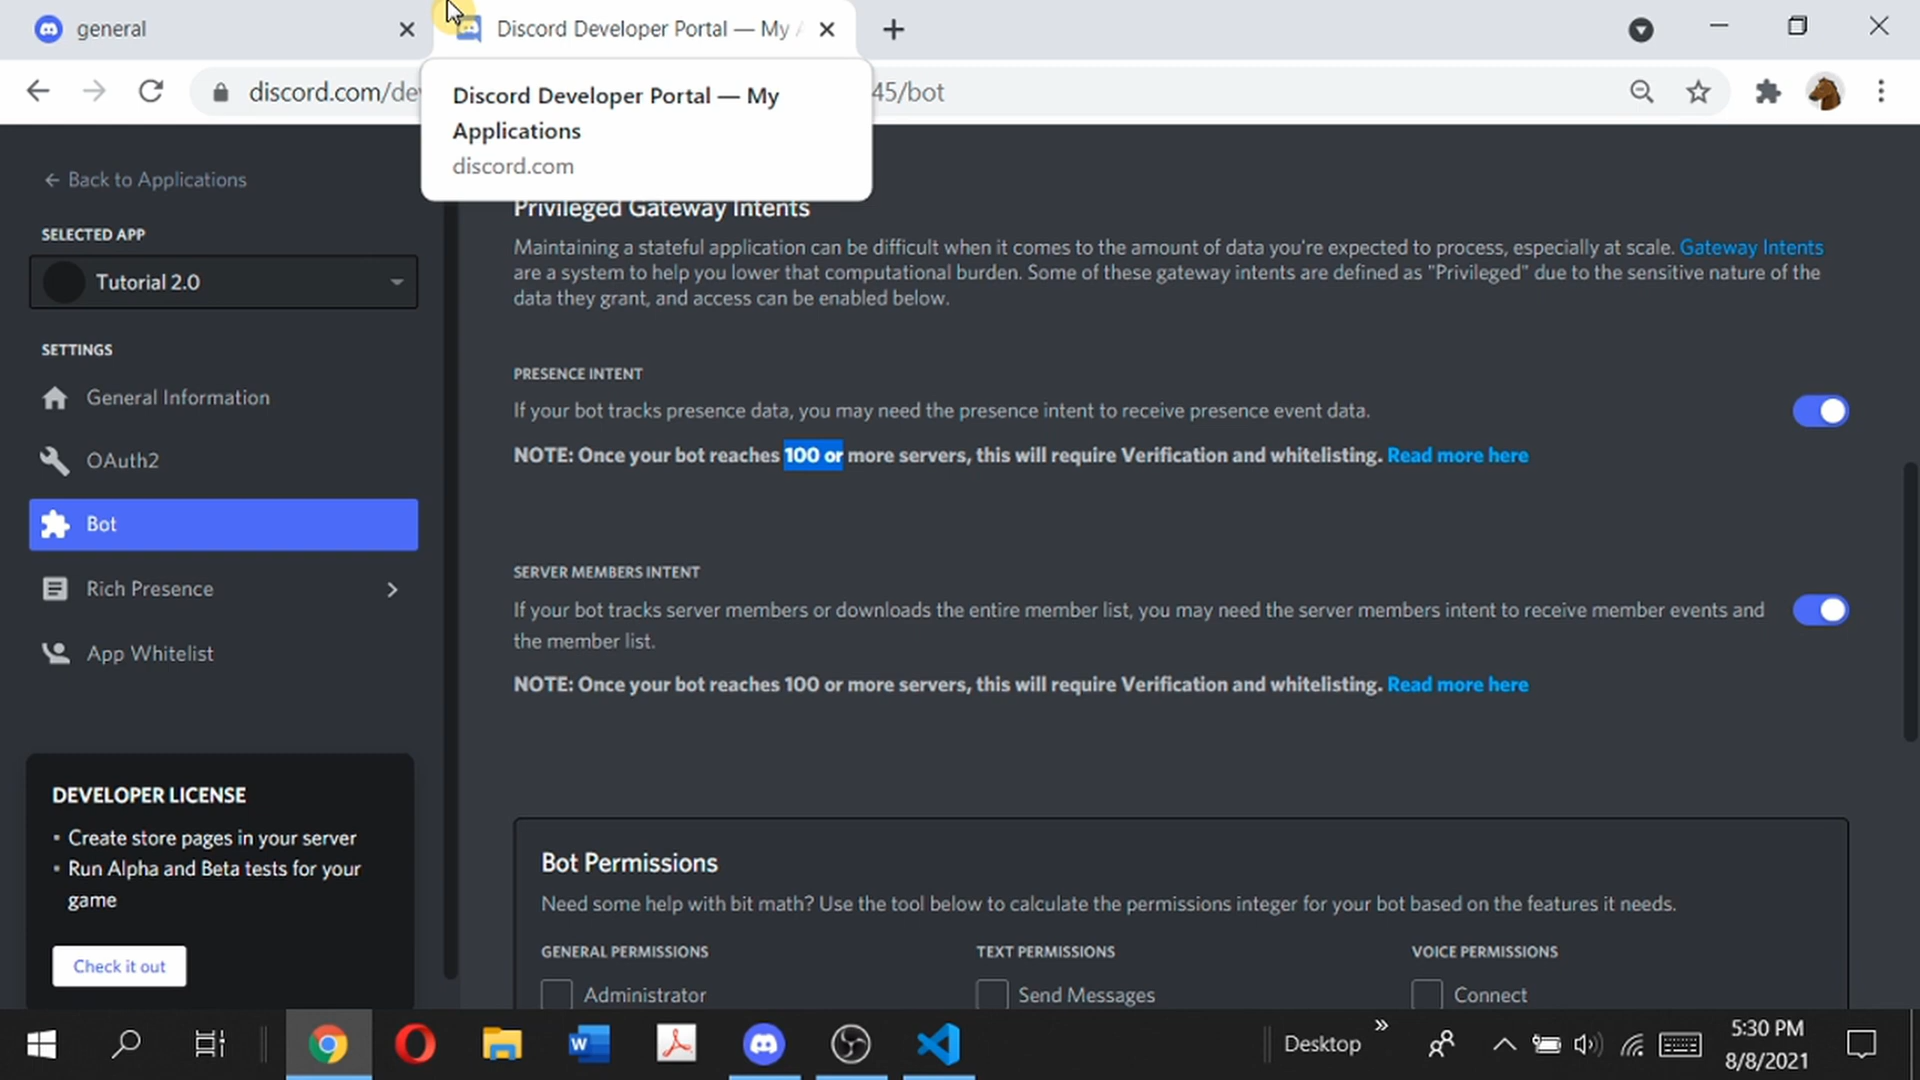 general
Discord Developer Portal — My
discord.com/de
45/bot
Discord Developer Portal — My
Applications
discord.com
← Back to Applications
SELECTED APP
Tutorial 2.0
SETTINGS
General Information
OAuth2
Bot
Rich Presence
App Whitelist
DEVELOPER LICENSE
• Create store pages in your server
• Run Alpha and Beta tests for your
game
Check it out
Privileged Gateway Intents
Maintaining a stateful application can be difficult when it comes to the amount of data you're expected to process, especially at scale. Gateway Intents
are a system to help you lower that computational burden. Some of these gateway intents are defined as "Privileged" due to the sensitive nature of the
data they grant, and access can be enabled below.
PRESENCE INTENT
If your bot tracks presence data, you may need the presence intent to receive presence event data.
NOTE: Once your bot reaches 100 or more servers, this will require Verification and whitelisting. Read more here
SERVER MEMBERS INTENT
If your bot tracks server members or downloads the entire member list, you may need the server members intent to receive member events and
the member list.
NOTE: Once your bot reaches 100 or more servers, this will require Verification and whitelisting. Read more here
Bot Permissions
Need some help with bit math? Use the tool below to calculate the permissions integer for your bot based on the features it needs.
GENERAL PERMISSIONS
TEXT PERMISSIONS
VOICE PERMISSIONS
Administrator
Send Messages
Connect
Desktop
5:30 PM
8/8/2021